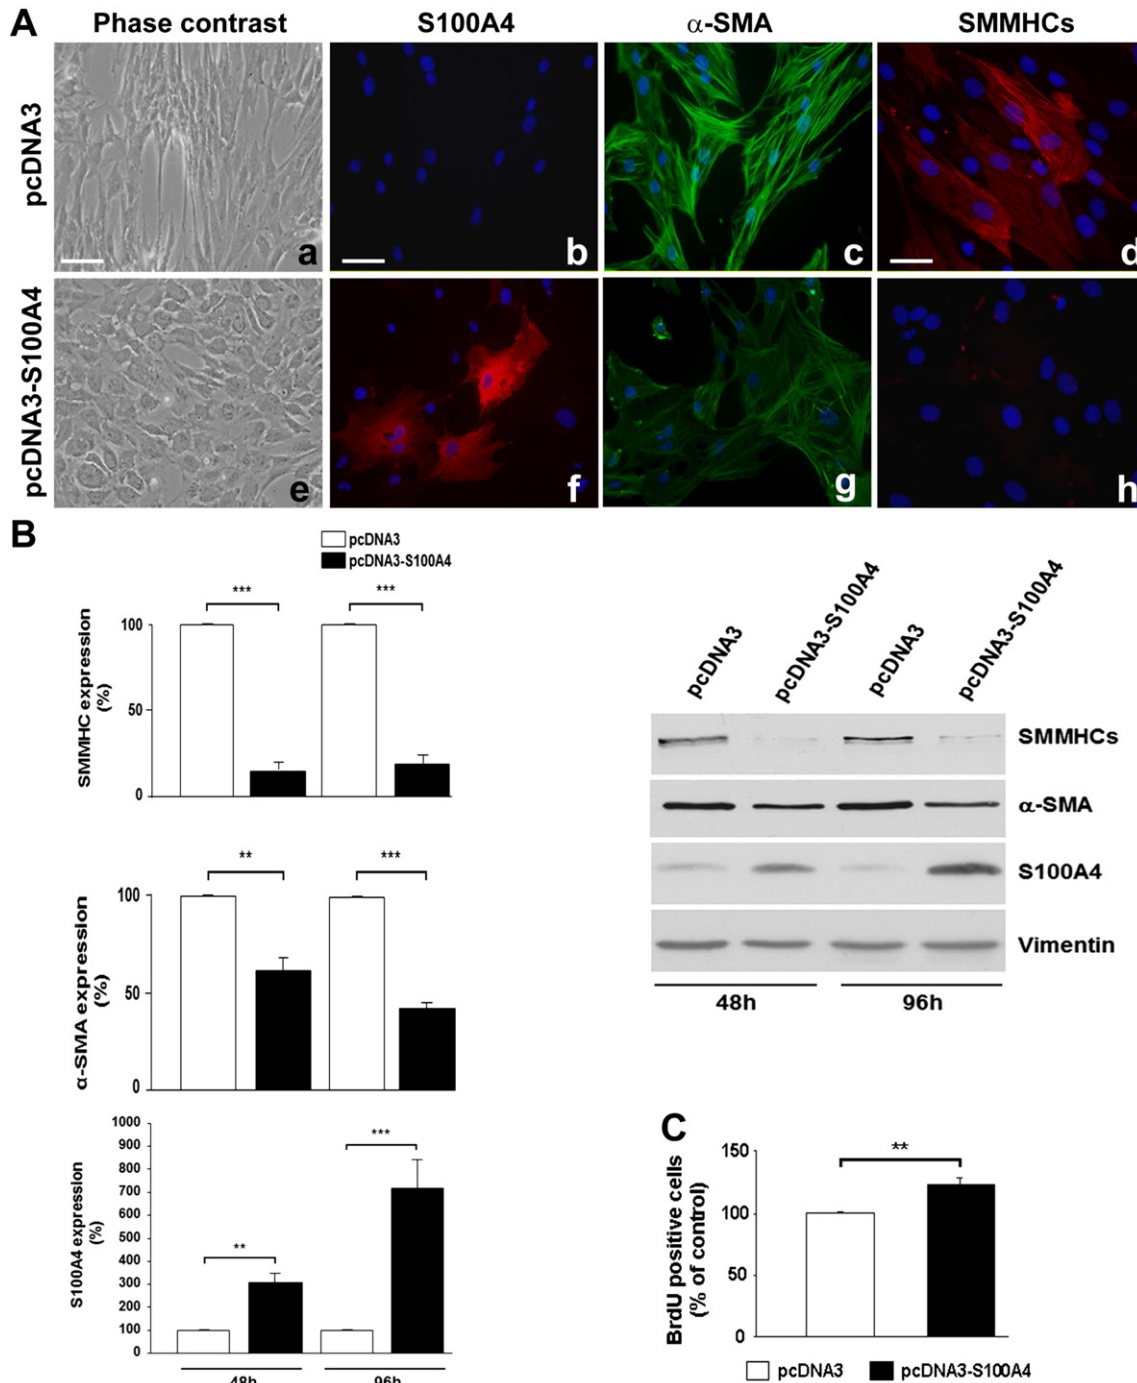 A
Phase contrast
S100A4
α-SMA
SMMHCs
pcDNA3
a
b
c
d
pcDNA3-S100A4
e
f
g
h
B
pcDNA3
pcDNA3-S100A4
***
***
SMMHC expression
(%)
100
50
0
**
***
α-SMA expression
(%)
100
50
0
**
***
S100A4 expression
(%)
1000
900
800
700
600
500
400
300
200
100
0
48h
96h
pcDNA3
pcDNA3-S100A4
pcDNA3
pcDNA3-S100A4
SMMHCs
α-SMA
S100A4
Vimentin
48h
96h
C
**
BrdU positive cells
(% of control)
150
100
50
0
pcDNA3
pcDNA3-S100A4